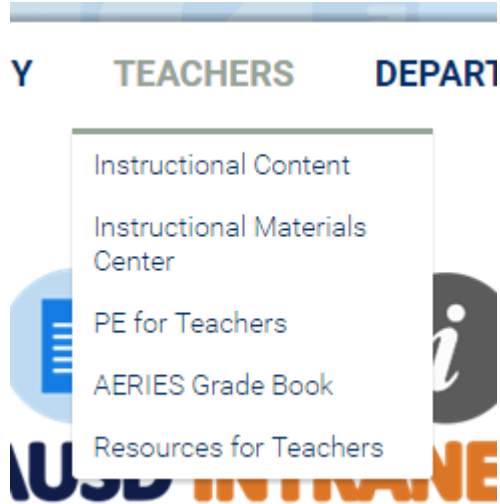 Y TEACHERS DEPART
Instructional Content
Instructional Materials
Center
PE for Teachers
i
AERIES Grade Book
Resources for Teachers
AUSD INTRANE